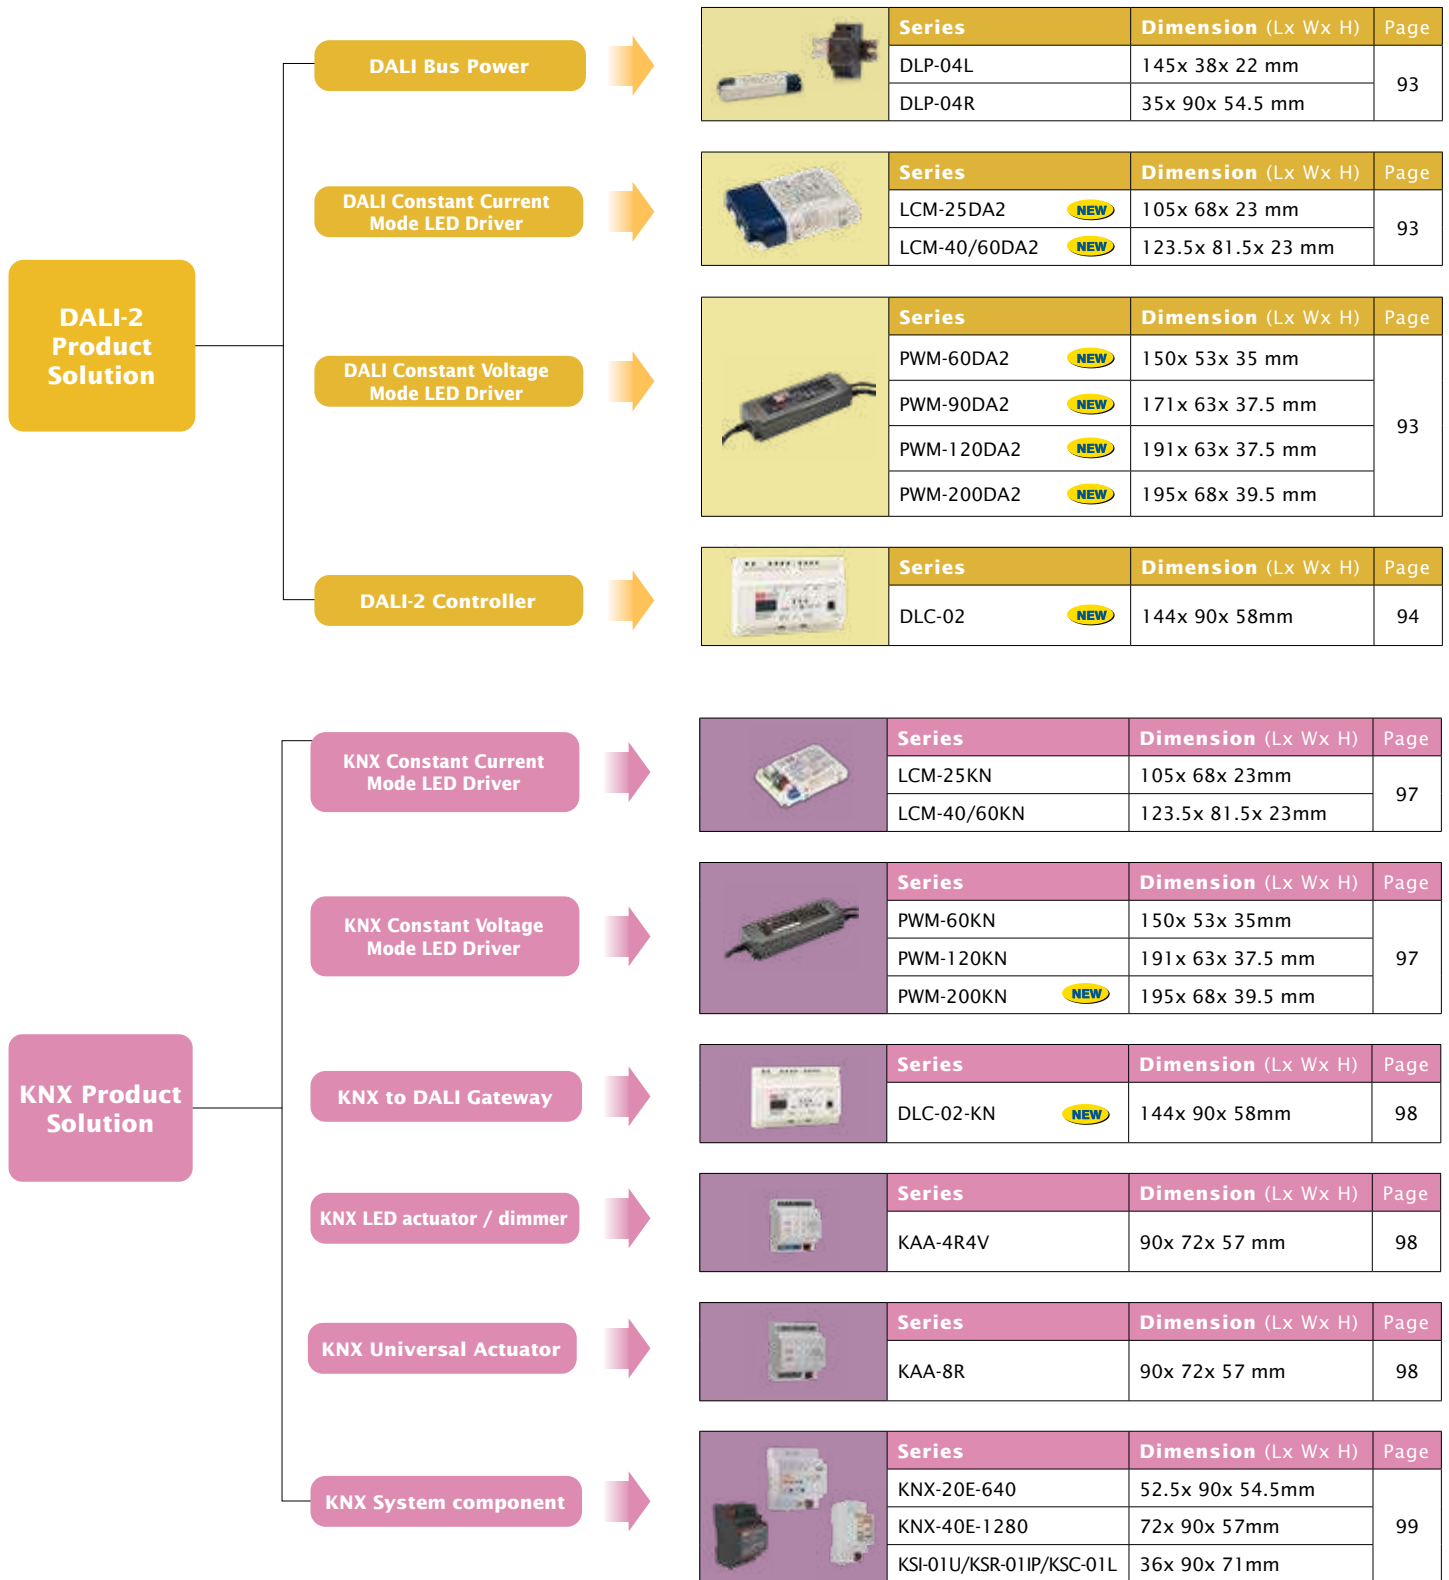 DALI-2
Product
Solution
DALI Bus Power
Series Dimension (Lx Wx H) Page
DLP-04L 145x 38x 22 mm 93
DLP-04R 35x 90x 54.5 mm
DALI Constant Current
Mode LED Driver
Series Dimension (Lx Wx H) Page
LCM-25DA2 NEW 105x 68x 23 mm 93
LCM-40/60DA2 NEW 123.5x 81.5x 23 mm
DALI Constant Voltage
Mode LED Driver
Series Dimension (Lx Wx H) Page
PWM-60DA2 NEW 150x 53x 35 mm 93
PWM-90DA2 NEW 171x 63x 37.5 mm
PWM-120DA2 NEW 191x 63x 37.5 mm
PWM-200DA2 NEW 195x 68x 39.5 mm
DALI-2 Controller
Series Dimension (Lx Wx H) Page
DLC-02 NEW 144x 90x 58mm 94
KNX Product
Solution
KNX Constant Current
Mode LED Driver
Series Dimension (Lx Wx H) Page
LCM-25KN 105x 68x 23mm 97
LCM-40/60KN 123.5x 81.5x 23mm
KNX Constant Voltage
Mode LED Driver
Series Dimension (Lx Wx H) Page
PWM-60KN 150x 53x 35mm 97
PWM-120KN 191x 63x 37.5 mm
PWM-200KN NEW 195x 68x 39.5 mm
KNX to DALI Gateway
Series Dimension (Lx Wx H) Page
DLC-02-KN NEW 144x 90x 58mm 98
KNX LED actuator / dimmer
Series Dimension (Lx Wx H) Page
KAA-4R4V 90x 72x 57 mm 98
KNX Universal Actuator
Series Dimension (Lx Wx H) Page
KAA-8R 90x 72x 57 mm 98
KNX System component
Series Dimension (Lx Wx H) Page
KNX-20E-640 52.5x 90x 54.5mm 99
KNX-40E-1280 72x 90x 57mm
KSI-01U/KSR-01IP/KSC-01L 36x 90x 71mm